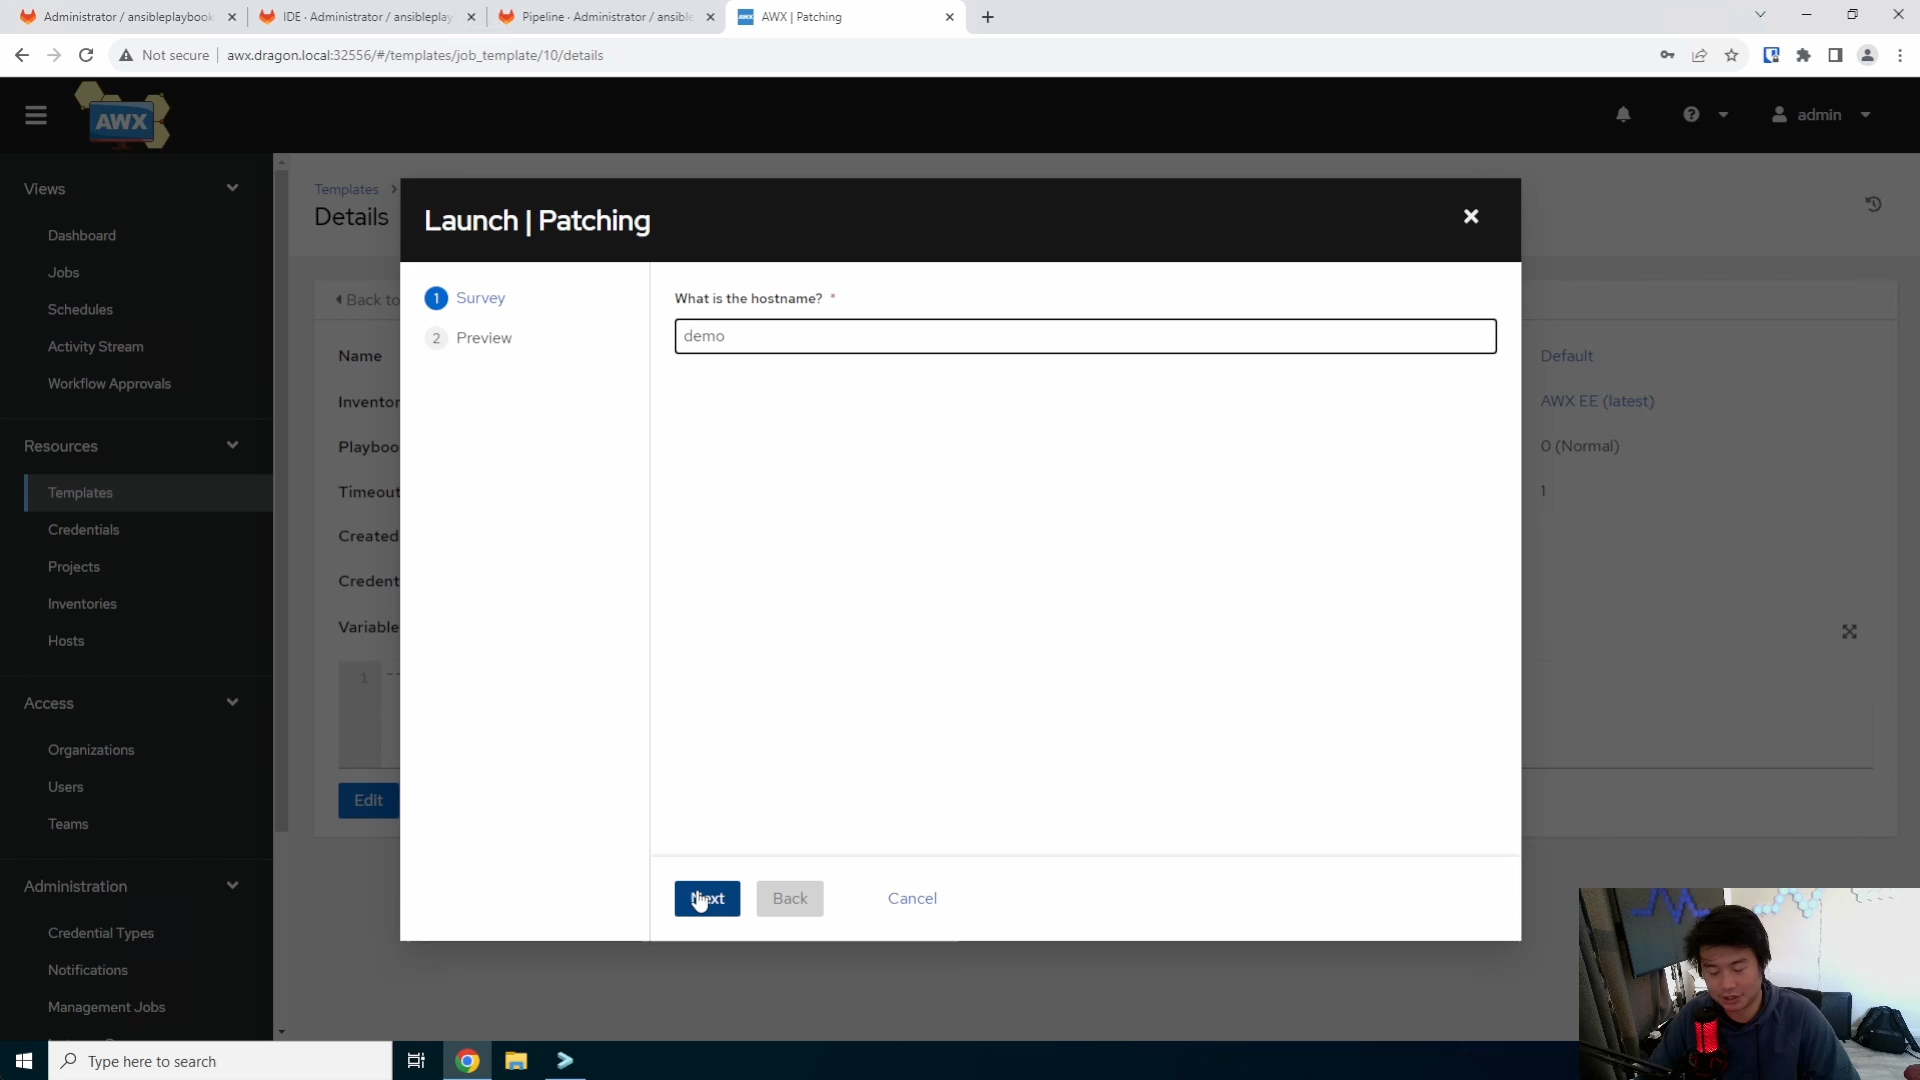 Administrator / ansibleplaybook
IDE · Administrator / ansiblepla
Pipeline · Administrator / ansible
AWX | Patching
Not secure
awx.dragon.local:32556/#/templates/job_template/10/details
AWX
admin
Views
Dashboard
Jobs
Schedules
Activity Stream
Workflow Approvals
Resources
Templates
Credentials
Projects
Inventories
Hosts
Access
Organizations
Users
Teams
Administration
Credential Types
Notifications
Management Jobs
Templates
Details
Back to
Name
Inventor
Playboo
Timeout
Created
Credent
Variable
1
--
Edit
Launch | Patching
1 Survey
2 Preview
What is the hostname? *
demo
Next
Back
Cancel
Default
AWX EE (latest)
0 (Normal)
1
Type here to search